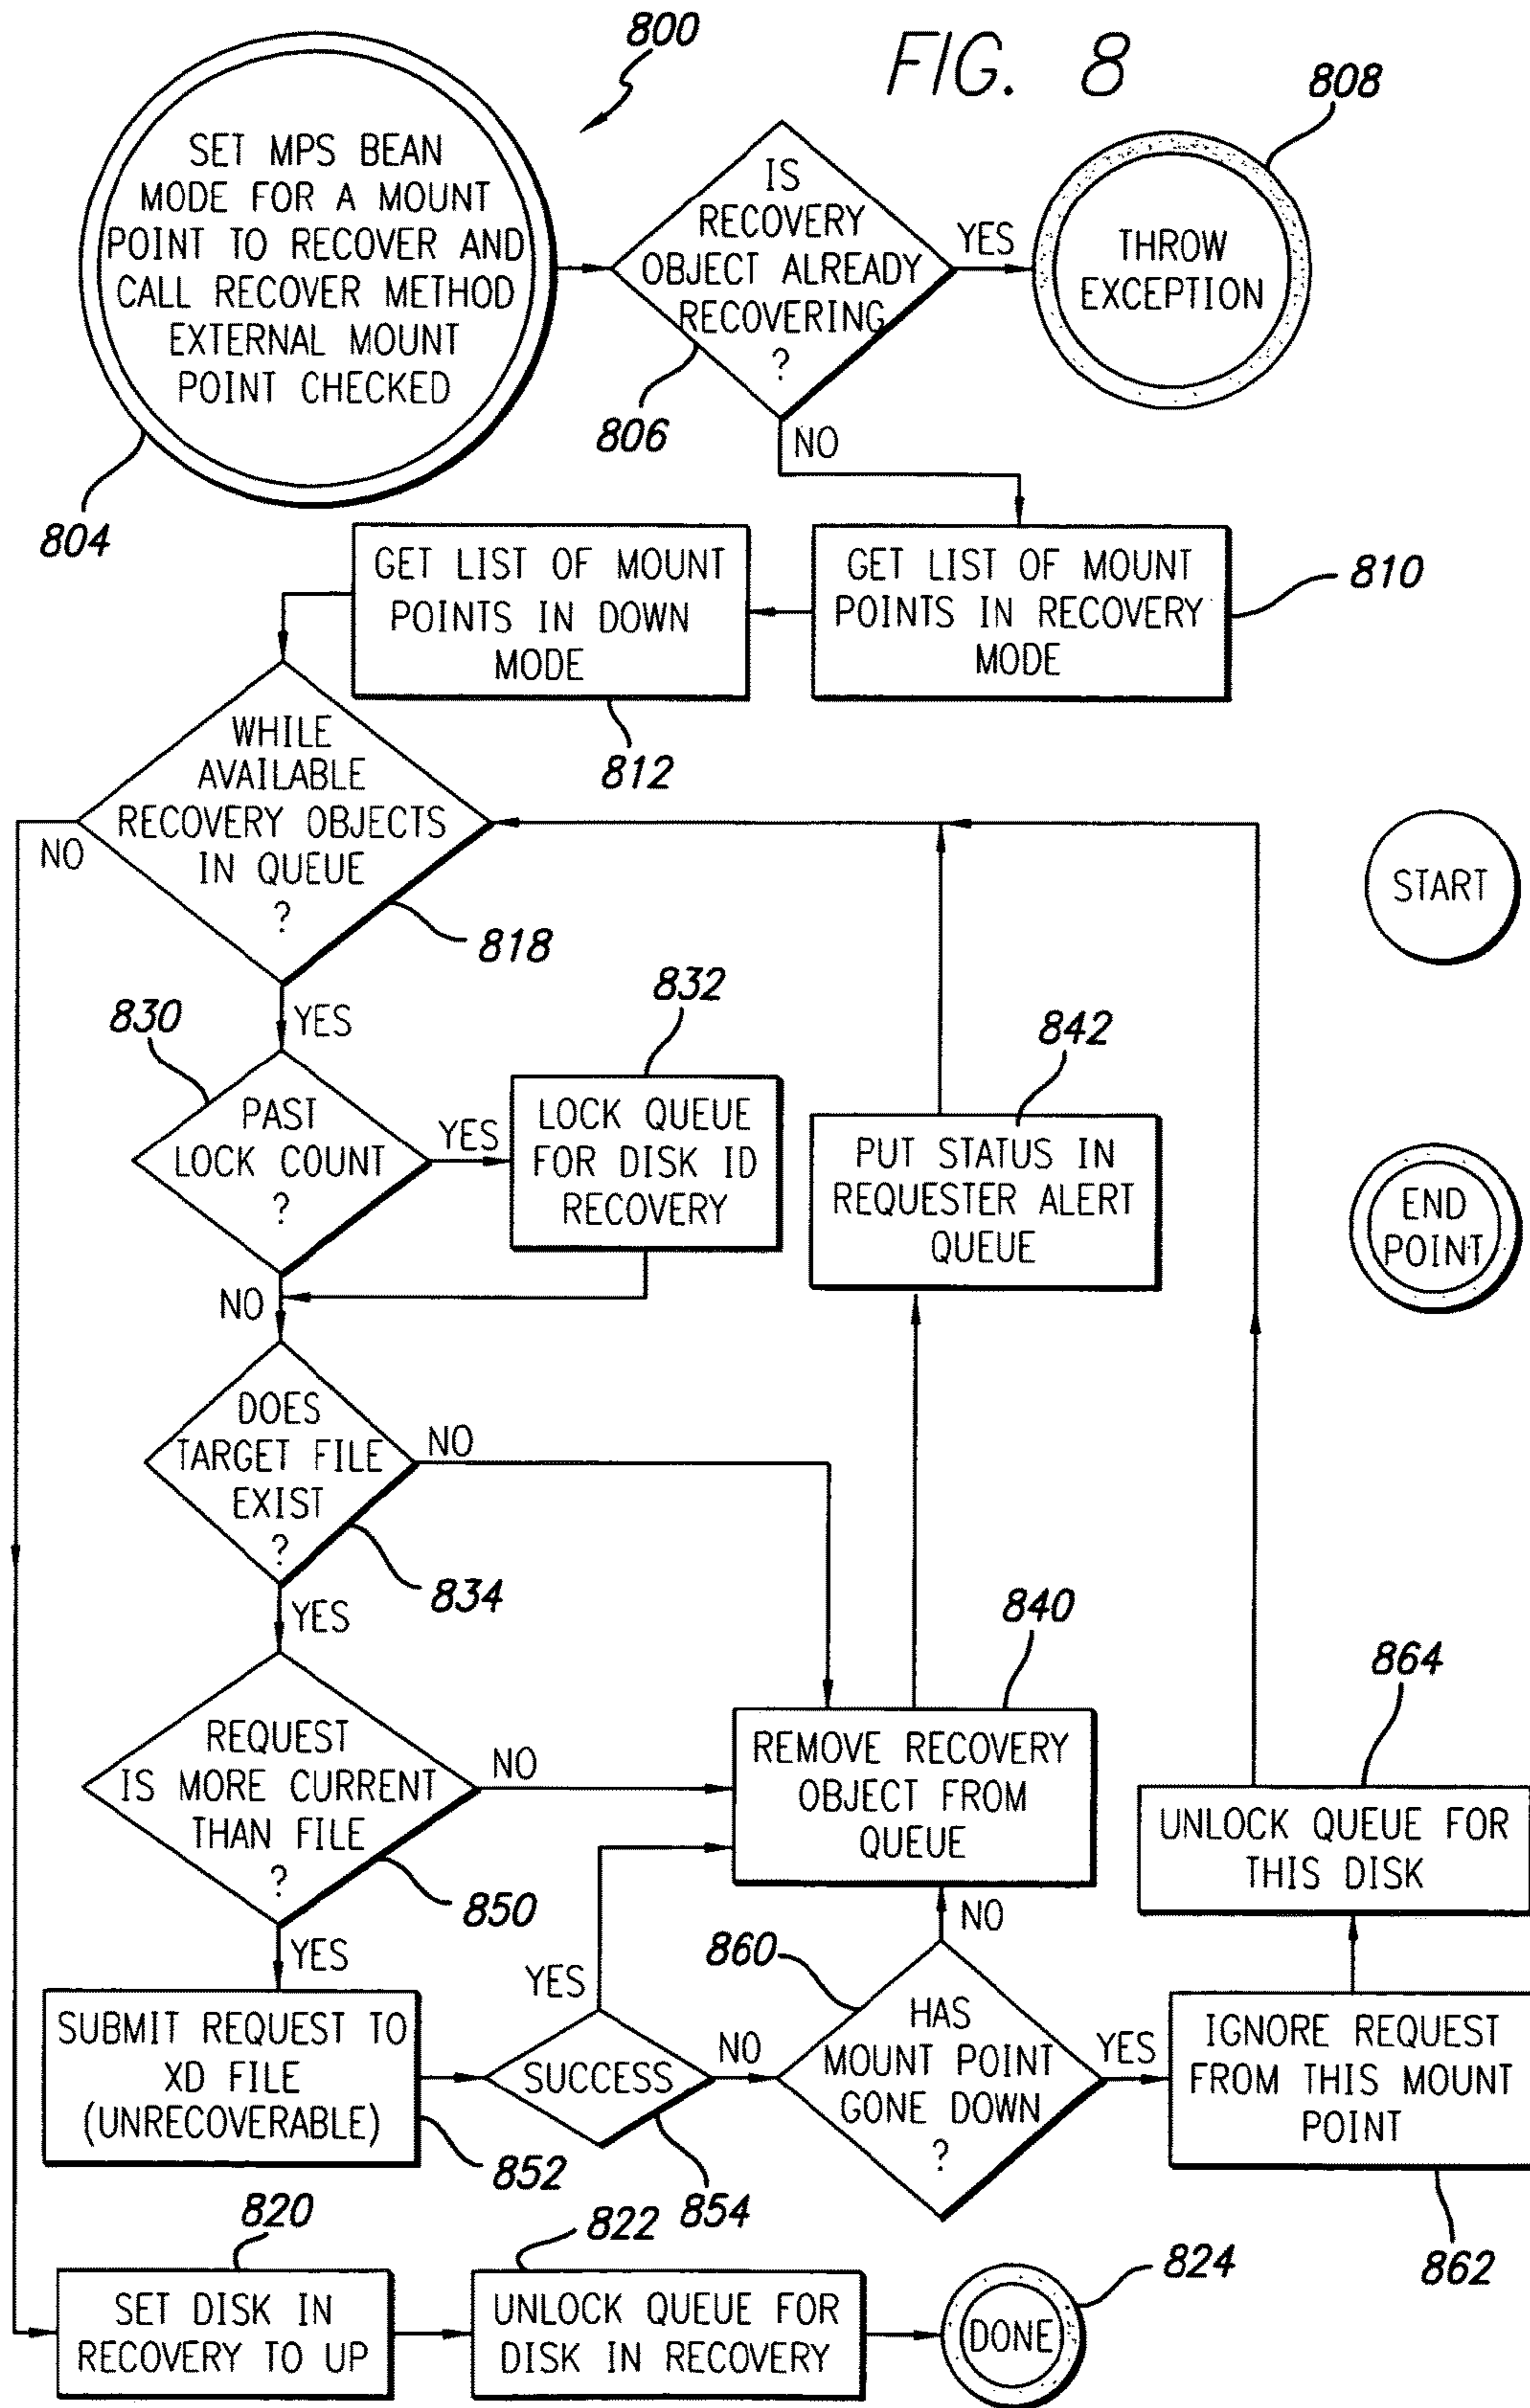 800
FIG. 8
808
SET MPS BEAN
MODE FOR A MOUNT
POINT TO RECOVER AND
CALL RECOVER METHOD
EXTERNAL MOUNT
POINT CHECKED
804
IS
RECOVERY
OBJECT ALREADY
RECOVERING
?
806
YES
NO
THROW
EXCEPTION
GET LIST OF MOUNT
POINTS IN DOWN
MODE
812
GET LIST OF MOUNT
POINTS IN RECOVERY
MODE
810
WHILE
AVAILABLE
RECOVERY OBJECTS
IN QUEUE
?
818
NO
YES
START
830
PAST
LOCK COUNT
?
YES
NO
832
LOCK QUEUE
FOR DISK ID
RECOVERY
842
PUT STATUS IN
REQUESTER ALERT
QUEUE
END
POINT
DOES
TARGET FILE
EXIST
?
834
NO
YES
840
REMOVE RECOVERY
OBJECT FROM
QUEUE
864
UNLOCK QUEUE FOR
THIS DISK
REQUEST
IS MORE CURRENT
THAN FILE
?
850
NO
YES
SUBMIT REQUEST TO
XD FILE
(UNRECOVERABLE)
852
YES
SUCCESS
854
NO
860
NO
HAS
MOUNT POINT
GONE DOWN
?
YES
IGNORE REQUEST
FROM THIS MOUNT
POINT
862
820
SET DISK IN
RECOVERY TO UP
822
UNLOCK QUEUE FOR
DISK IN RECOVERY
DONE
824